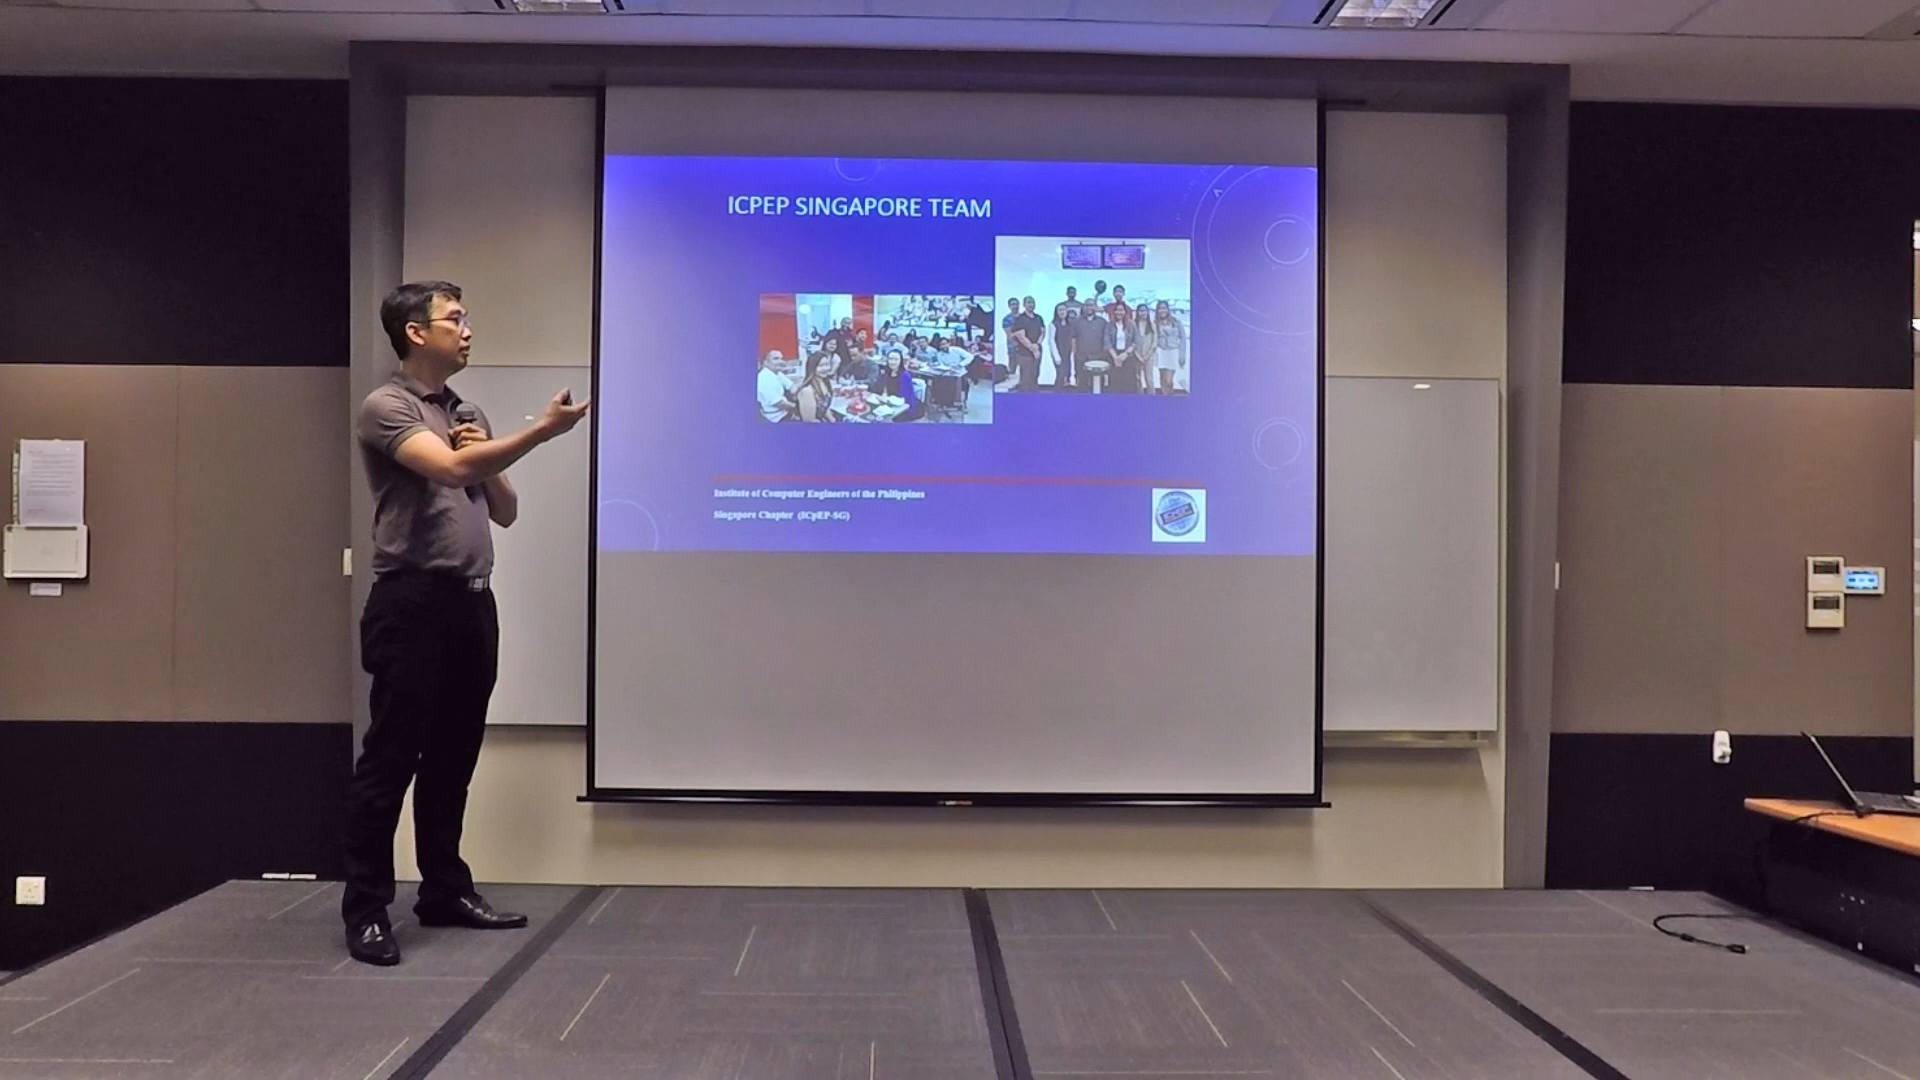 ICPEP SINGAPORE TEAM
Institute of Computer Engineers of the Philippines
Singapore Chapter (ICpEP-SG)